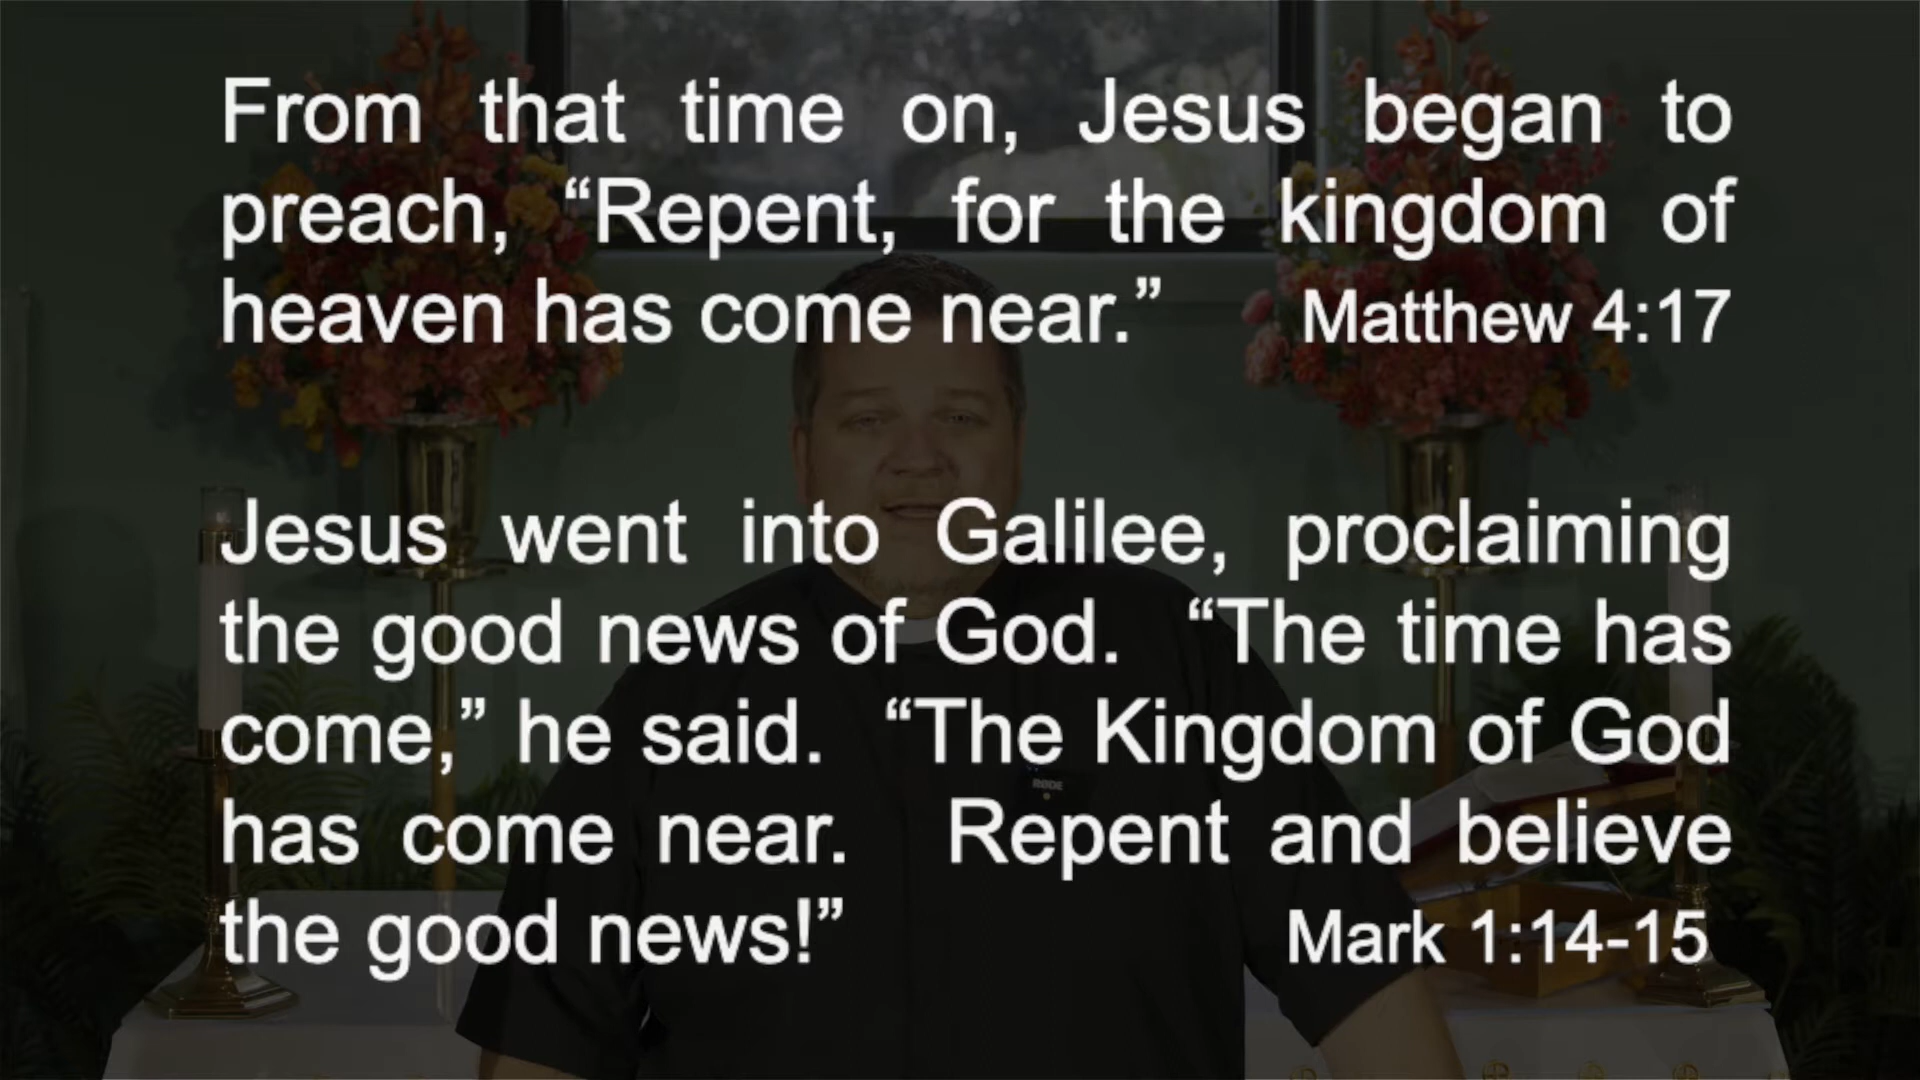 From that time on, Jesus began to
preach, “Repent, for the kingdom of
heaven has come near.” Matthew 4:17
Jesus went into Galilee, proclaiming
the good news of God. “The time has
come,” he said. “The Kingdom of God
has come near. Repent and believe
the good news!” Mark 1:14-15
RØDE